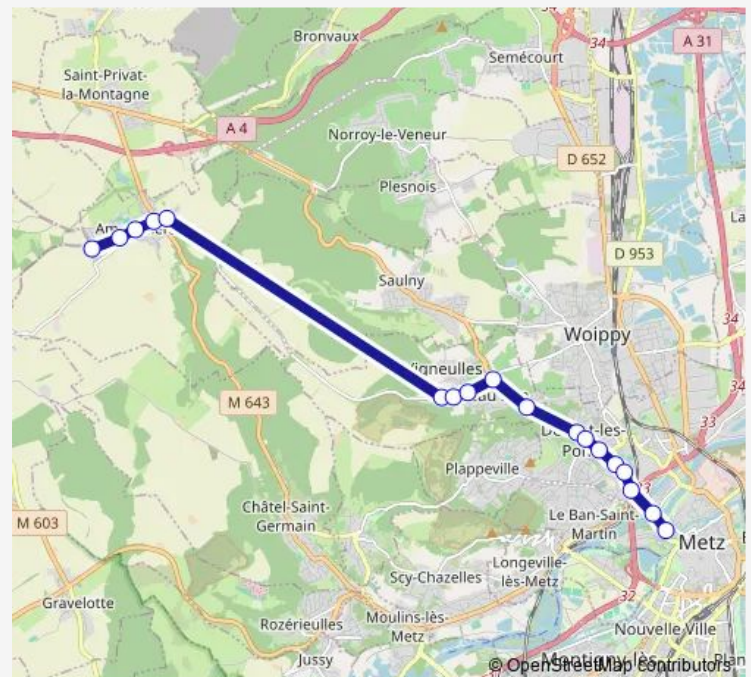 34
Bronvaux
34
A 31
Semécourt
Saint-Privat-
la-Montagne
A 4
Norroy-le-Veneur
D 652
Plesnois
La
D 953
Saulny
34
Woippy
34
M 643
33
Plappeville
Châtel-Saint-
Germain
M 603
Le Ban-Saint-
Martin
Metz
Longeville-
lès-Metz
Scy-Chazelles
32
Gravelotte
Moulins-lès-
Metz
Rozérieulles
Nouvelle Ville
Jussy
© OpenStreetMap contributors